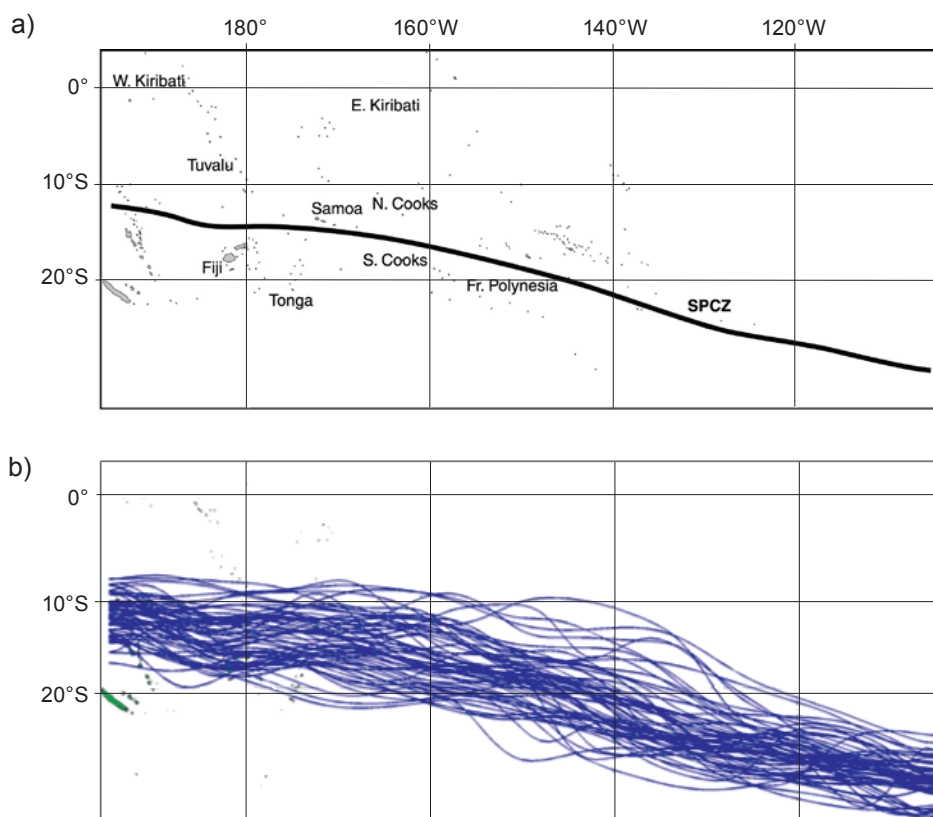 a)
180° 160°W 140°W 120°W
0°
W. Kiribati
E. Kiribati
Tuvalu
10°S
Samoa
N. Cooks
Fiji
S. Cooks
20°S
Tonga
Fr. Polynesia
SPCZ
b)
0°
10°S
20°S